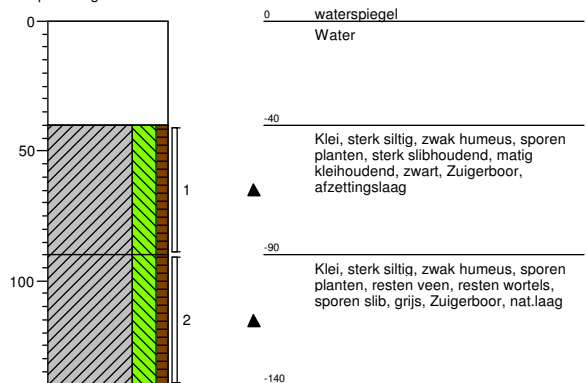 0
0
waterspiegel
Water
-40
50
1
Klei, sterk siltig, zwak humeus, sporen
planten, sterk slibhoudend, matig
kleihoudend, zwart, Zuigerboor,
afzettingslaag
-90
100
2
Klei, sterk siltig, zwak humeus, sporen
planten, resten veen, resten wortels,
sporen slib, grijs, Zuigerboor, nat.laag
-140